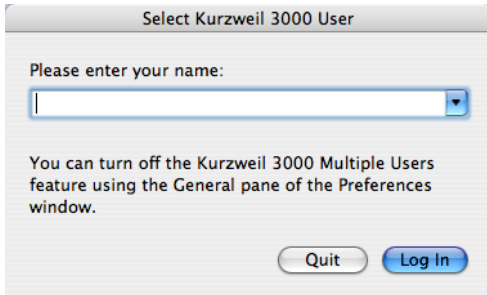 Select Kurzweil 3000 User
Please enter your name:
You can turn off the Kurzweil 3000 Multiple Users
feature using the General pane of the Preferences
window.
Quit Log In